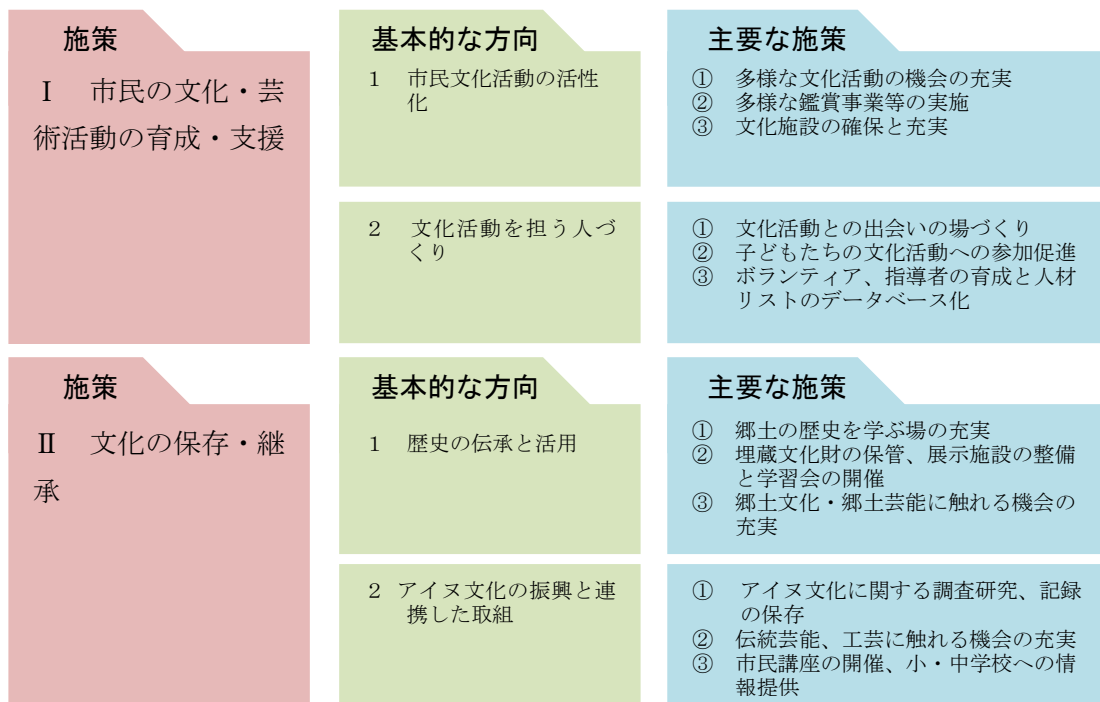 施策
Ⅰ 市民の文化・芸
術活動の育成・支援
基本的な方向
1 市民文化活動の活性
化
主要な施策
① 多様な文化活動の機会の充実
② 多様な鑑賞事業等の実施
③ 文化施設の確保と充実
2 文化活動を担う人づ
くり
① 文化活動との出会いの場づくり
② 子どもたちの文化活動への参加促進
③ ボランティア、指導者の育成と人材
リストのデータベース化
施策
Ⅱ 文化の保存・継
承
基本的な方向
1 歴史の伝承と活用
主要な施策
① 郷土の歴史を学ぶ場の充実
② 埋蔵文化財の保管、展示施設の整備
と学習会の開催
③ 郷土文化・郷土芸能に触れる機会の
充実
2 アイヌ文化の振興と連
携した取組
① アイヌ文化に関する調査研究、記録
の保存
② 伝統芸能、工芸に触れる機会の充実
③ 市民講座の開催、小・中学校への情
報提供